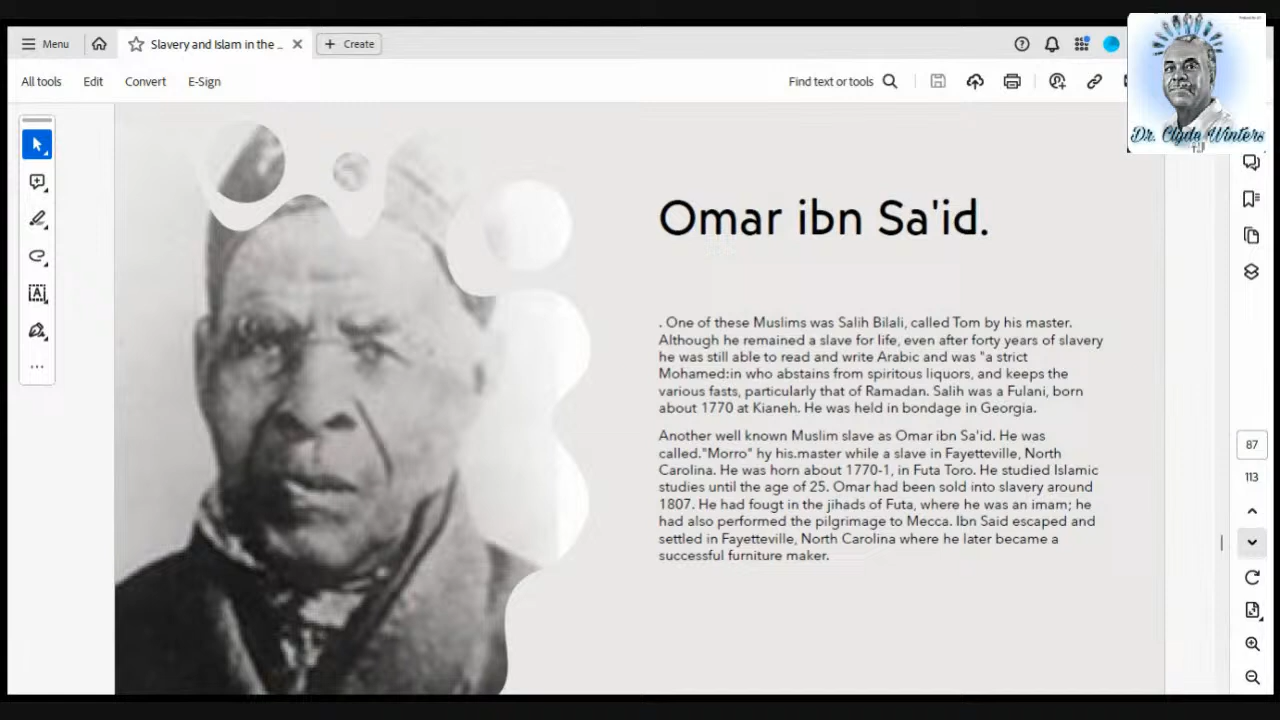 Menu
Slavery and Islam in the ...
Create
All tools
Edit
Convert
E-Sign
Find text or tools
Dr. Clyde Winters
Omar ibn Sa'id.
. One of these Muslims was Salih Bilali, called Tom by his master.
Although he remained a slave for life, even after forty years of slavery
he was still able to read and write Arabic and was "a strict
Mohamed:in who abstains from spiritous liquors, and keeps the
various fasts, particularly that of Ramadan. Salih was a Fulani, born
about 1770 at Kianeh. He was held in bondage in Georgia.
Another well known Muslim slave as Omar ibn Sa'id. He was
called."Morro" hy his.master while a slave in Fayetteville, North
Carolina. He was horn about 1770-1, in Futa Toro. He studied Islamic
studies until the age of 25. Omar had been sold into slavery around
1807. He had fougt in the jihads of Futa, where he was an imam; he
had also performed the pilgrimage to Mecca. Ibn Said escaped and
settled in Fayetteville, North Carolina where he later became a
successful furniture maker.
87
113